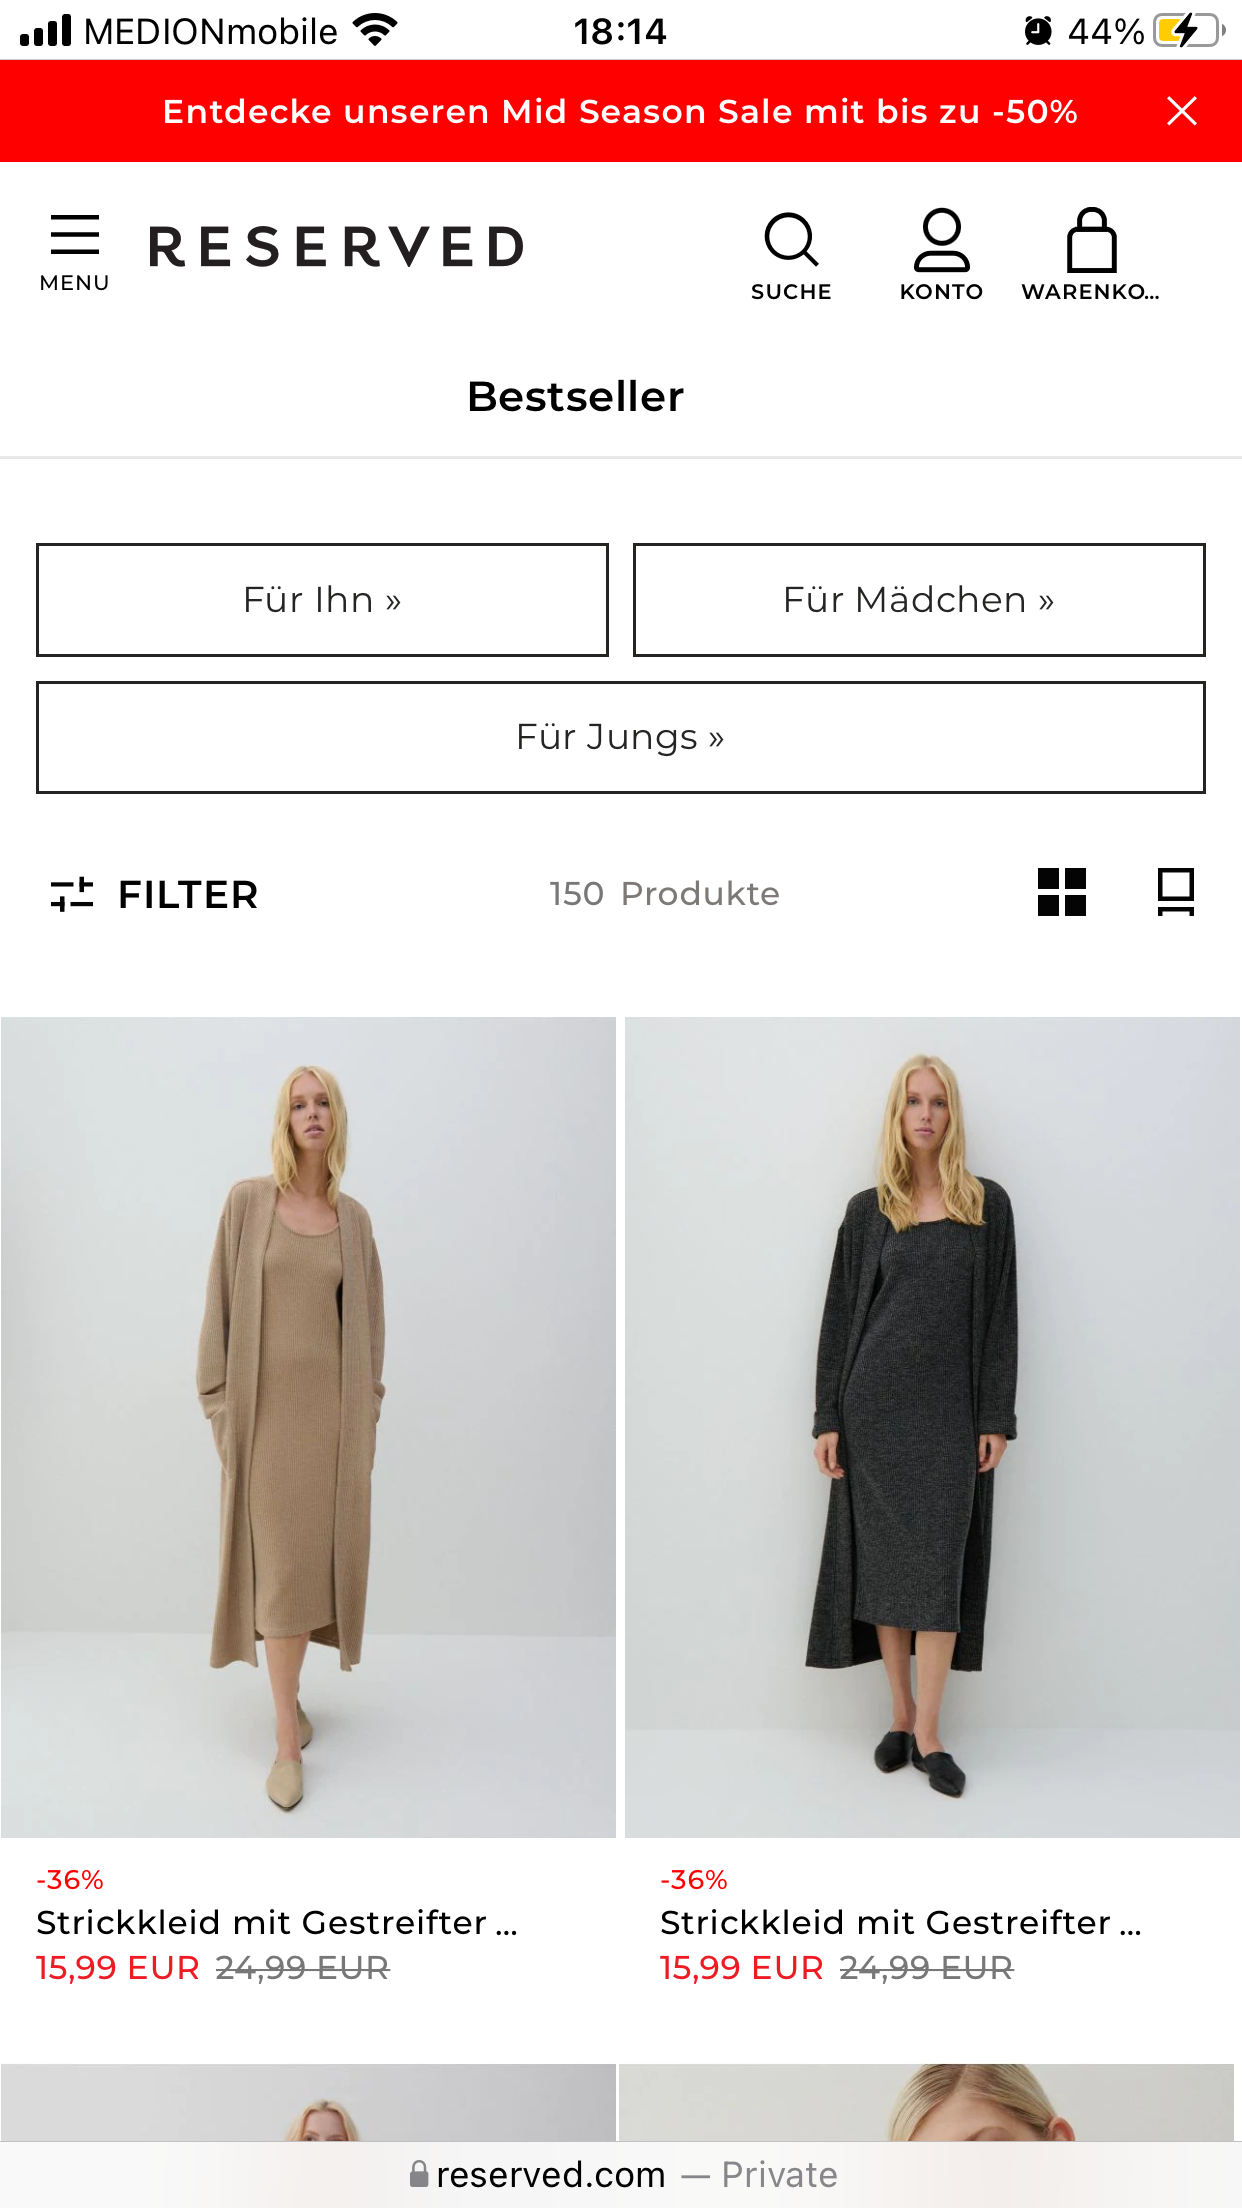 MEDIONmobile 18:14 44%
Entdecke unseren Mid Season Sale mit bis zu -50%
RESERVED
MENU SUCHE KONTO WARENKO...
Bestseller
Für Ihn » Für Mädchen »
Für Jungs »
FILTER 150 Produkte
-36% -36%
Strickkleid mit Gestreifter ... Strickkleid mit Gestreifter ...
15,99 EUR 24,99 EUR 15,99 EUR 24,99 EUR
reserved.com — Private